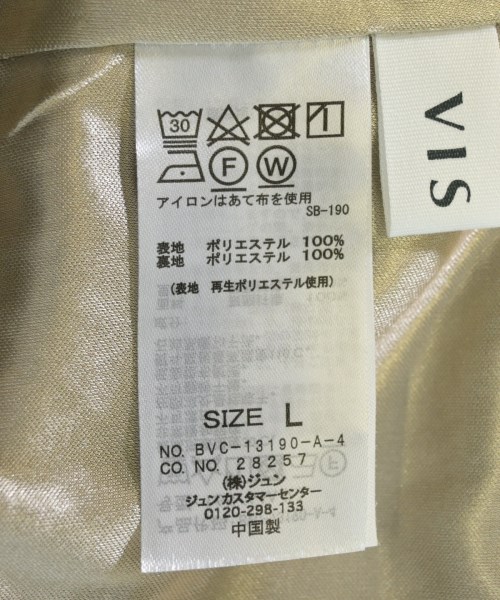 30
F W
アイロンはあて布を使用
SB-190
表地 ポリエステル 100%
裏地 ポリエステル 100%
(表地 再生ポリエステル使用)
SIZE L
NO. BVC-13190-A-4
CO. NO. 28257
(株)ジュン
ジュンカスタマーセンター
0120-298-133
中国製
VIS